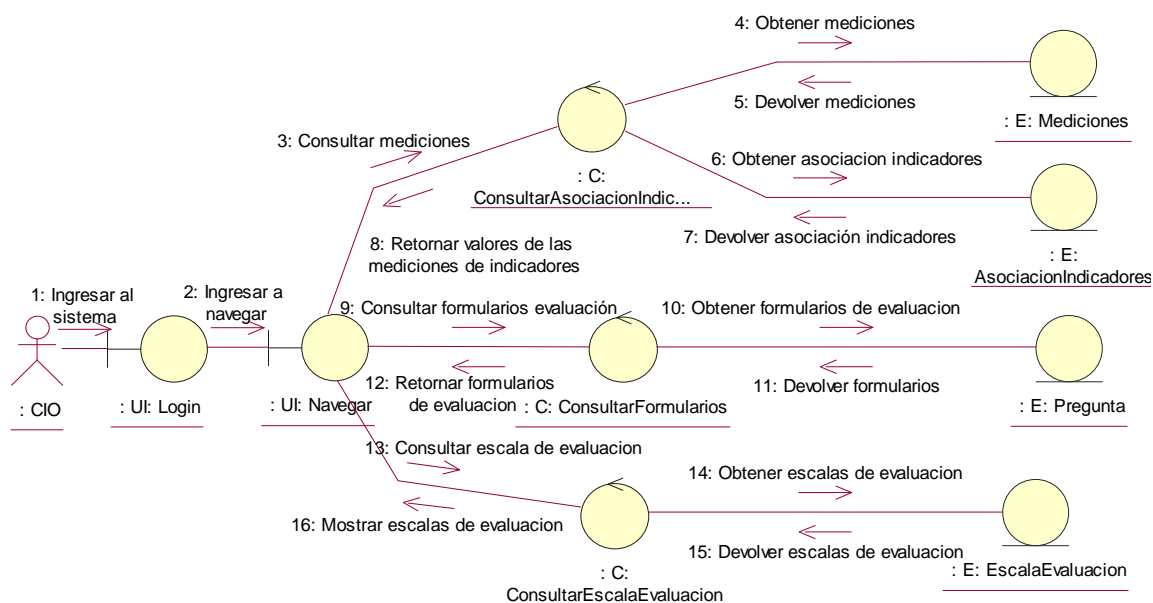 4: Obtener mediciones
5: Devolver mediciones
: E: Mediciones
3: Consultar mediciones
: C:
ConsultarAsociacionIndic...
6: Obtener asociacion indicadores
7: Devolver asociación indicadores
: E:
AsociacionIndicadores
8: Retornar valores de las
mediciones de indicadores
1: Ingresar al
sistema
2: Ingresar a
navegar
9: Consultar formularios evaluación
10: Obtener formularios de evaluacion
12: Retornar formularios
de evaluacion
11: Devolver formularios
: CIO
: UI: Login
: UI: Navegar
: C: ConsultarFormularios
: E: Pregunta
13: Consultar escala de evaluacion
14: Obtener escalas de evaluacion
16: Mostrar escalas de evaluacion
15: Devolver escalas de evaluacion
: C:
ConsultarEscalaEvaluacion
: E: EscalaEvaluacion